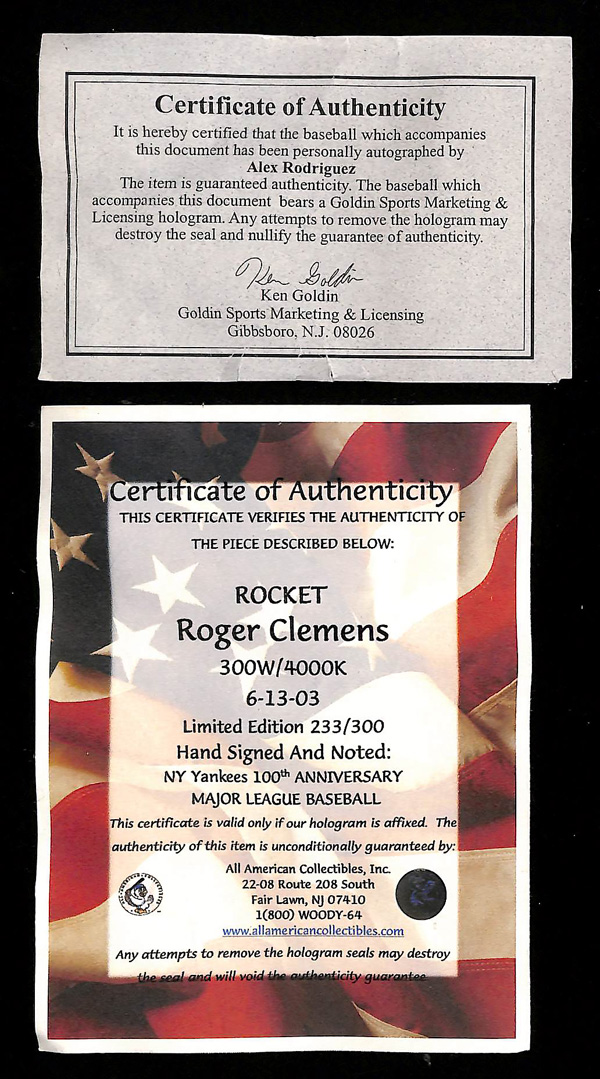 Certificate of Authenticity
It is hereby certified that the baseball which accompanies
this document has been personally autographed by
Alex Rodriguez
The item is guaranteed authenticity. The baseball which
accompanies this document bears a Goldin Sports Marketing &
Licensing hologram. Any attempts to remove the hologram may
destroy the seal and nullify the guarantee of authenticity.
Ken Goldin
Ken Goldin
Goldin Sports Marketing & Licensing
Gibbsboro, N.J. 08026
Certificate of Authenticity
THIS CERTIFICATE VERIFIES THE AUTHENTICITY OF
THE PIECE DESCRIBED BELOW:
ROCKET
Roger Clemens
300W/4000K
6-13-03
Limited Edition 233/300
Hand Signed And Noted:
NY Yankees 100th ANNIVERSARY
MAJOR LEAGUE BASEBALL
This certificate is valid only if our hologram is affixed. The
authenticity of this item is unconditionally guaranteed by:
All American Collectibles, Inc.
22-08 Route 208 South
Fair Lawn, NJ 07410
1(800) WOODY-64
www.allamericancollectibles.com
Any attempts to remove the hologram seals may destroy
the seal and will void the authenticity guarantee.